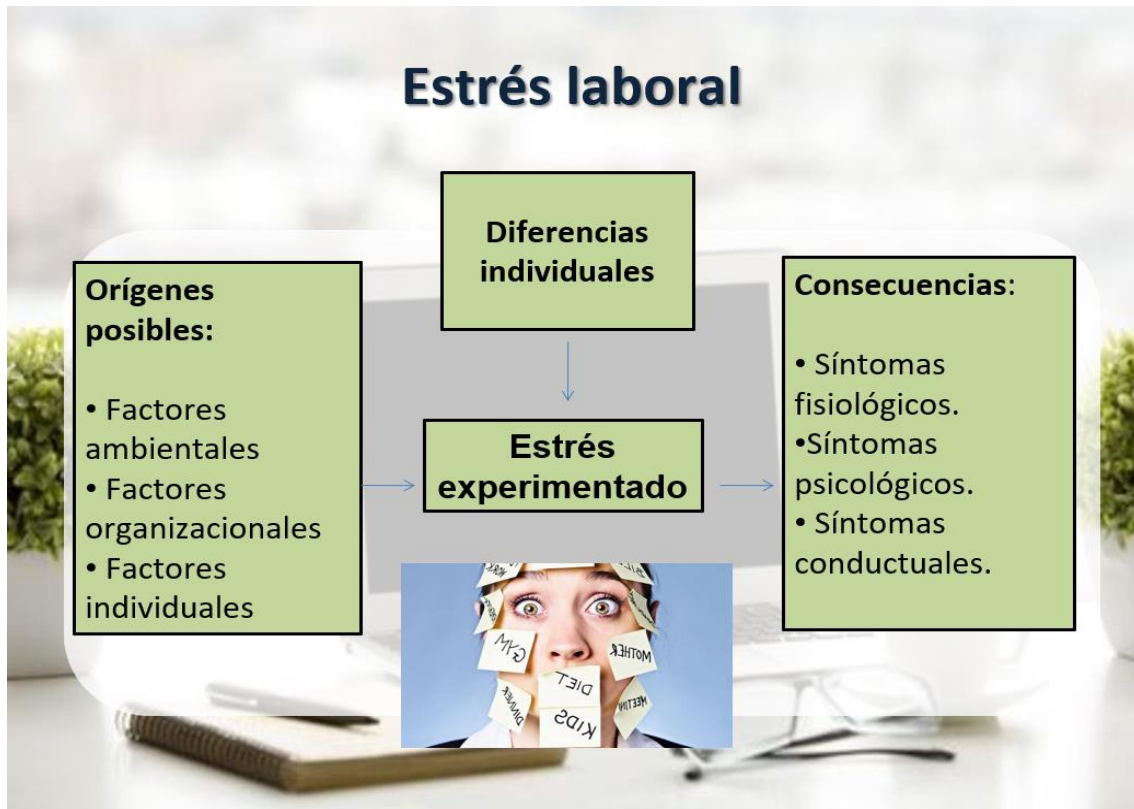 Estrés laboral
Diferencias
individuales
Orígenes
posibles:
• Factores
ambientales
• Factores
organizacionales
• Factores
individuales
Estrés
experimentado
Consecuencias:
• Síntomas
fisiológicos.
•Síntomas
psicológicos.
• Síntomas
conductuales.
GYM
MOTHER
DIET
DINNER
KIDS